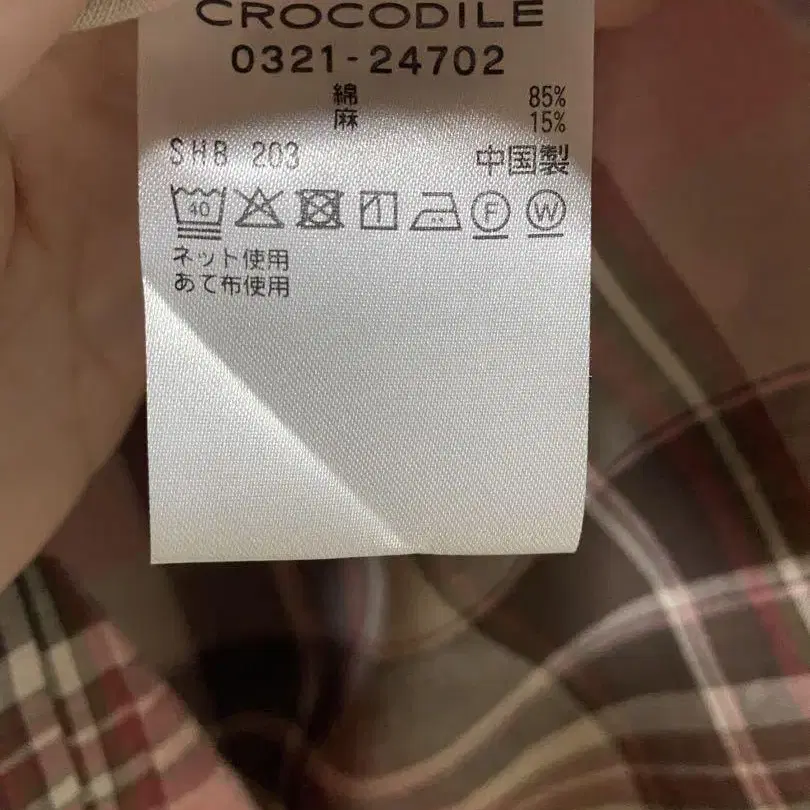 CROCODILE
0321-24702
綿 85%
麻 15%
SHB 203 中国製
40 F W
ネット使用
あて布使用